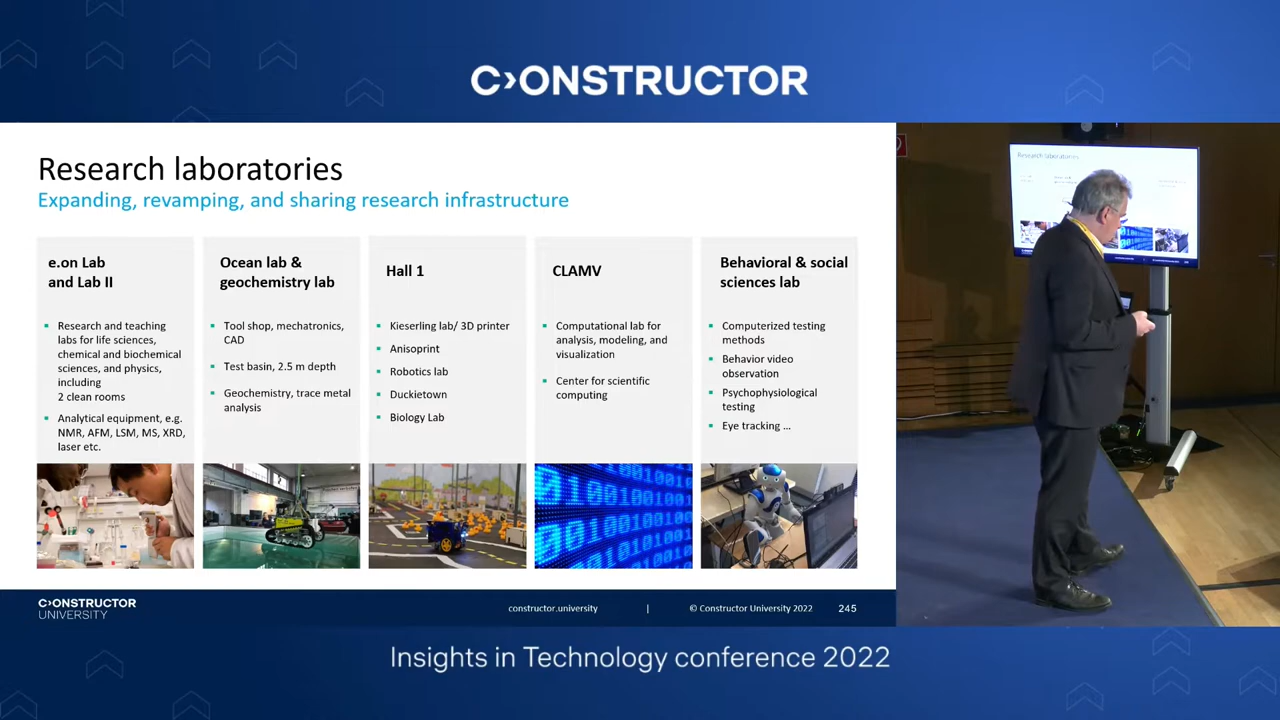 C›ONSTRUCTOR
Research laboratories
Expanding, revamping, and sharing research infrastructure
e.on Lab
and Lab II
▪ Research and teaching
labs for life sciences,
chemical and biochemical
sciences, and physics,
including
2 clean rooms
▪ Analytical equipment, e.g.
NMR, AFM, LSM, MS, XRD,
laser etc.
Ocean lab &
geochemistry lab
▪ Tool shop, mechatronics,
CAD
▪ Test basin, 2.5 m depth
▪ Geochemistry, trace metal
analysis
Hall 1
▪ Kieserling lab/ 3D printer
▪ Anisoprint
▪ Robotics lab
▪ Duckietown
▪ Biology Lab
CLAMV
▪ Computational lab for
analysis, modeling, and
visualization
▪ Center for scientific
computing
Behavioral & social
sciences lab
▪ Computerized testing
methods
▪ Behavior video
observation
▪ Psychophysiological
testing
▪ Eye tracking ...
C›ONSTRUCTOR
UNIVERSITY
constructor.university | © Constructor University 2022 245
Research laboratories
Insights in Technology conference 2022